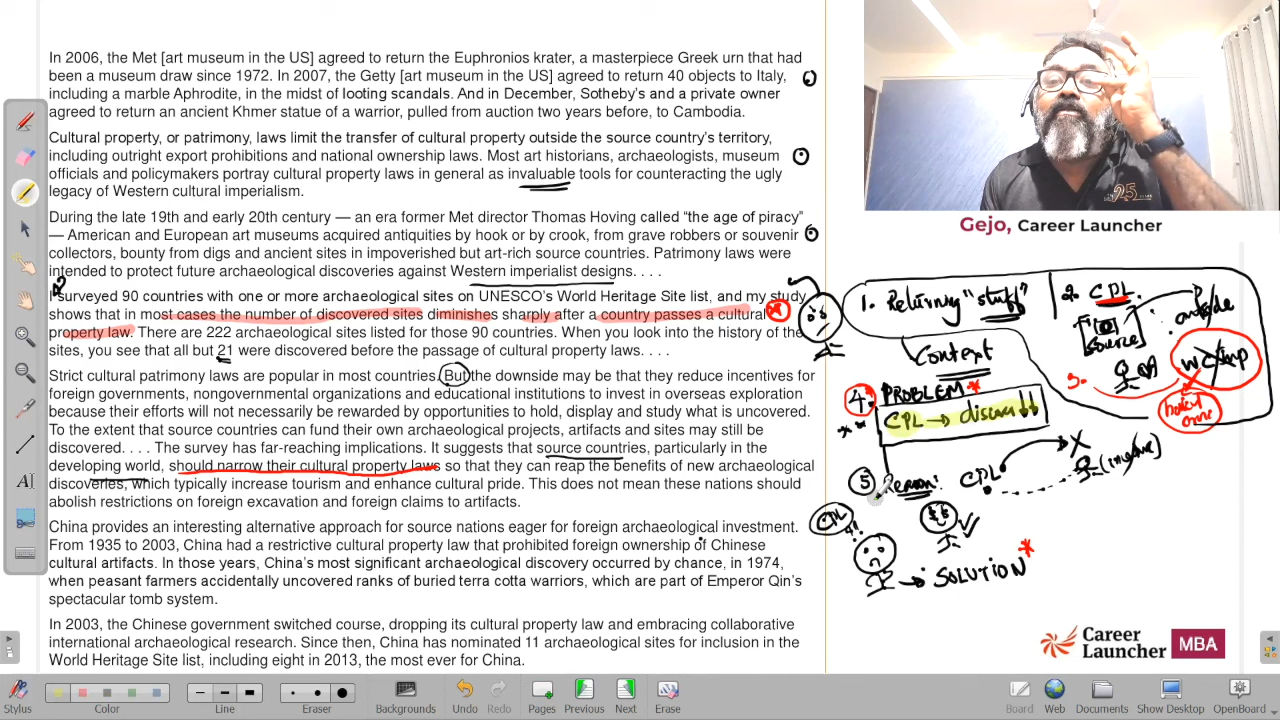 In 2006, the Met [art museum in the US] agreed to return the Euphronios krater, a masterpiece Greek urn that had
been a museum draw since 1972. In 2007, the Getty [art museum in the US] agreed to return 40 objects to Italy,
including a marble Aphrodite, in the midst of looting scandals. And in December, Sotheby's and a private owner
agreed to return an ancient Khmer statue of a warrior, pulled from auction two years before, to Cambodia.
Cultural property, or patrimony, laws limit the transfer of cultural property outside the source country's territory,
including outright export prohibitions and national ownership laws. Most art historians, archaeologists, museum
officials and policymakers portray cultural property laws in general as invaluable tools for counteracting the ugly
legacy of Western cultural imperialism.
During the late 19th and early 20th century — an era former Met director Thomas Hoving called “the age of piracy”
— American and European art museums acquired antiquities by hook or by crook, from grave robbers or souvenir
collectors, bounty from digs and ancient sites in impoverished but art-rich source countries. Patrimony laws were
intended to protect future archaeological discoveries against Western imperialist designs. . . .
I surveyed 90 countries with one or more archaeological sites on UNESCO's World Heritage Site list, and my study
shows that in most cases the number of discovered sites diminishes sharply after a country passes a cultural
property law. There are 222 archaeological sites listed for those 90 countries. When you look into the history of the
sites, you see that all but 21 were discovered before the passage of cultural property laws. . . .
Strict cultural patrimony laws are popular in most countries. But the downside may be that they reduce incentives for
foreign governments, nongovernmental organizations and educational institutions to invest in overseas exploration
because their efforts will not necessarily be rewarded by opportunities to hold, display and study what is uncovered.
To the extent that source countries can fund their own archaeological projects, artifacts and sites may still be
discovered. . . . The survey has far-reaching implications. It suggests that source countries, particularly in the
developing world, should narrow their cultural property laws so that they can reap the benefits of new archaeological
discoveries, which typically increase tourism and enhance cultural pride. This does not mean these nations should
abolish restrictions on foreign excavation and foreign claims to artifacts.
China provides an interesting alternative approach for source nations eager for foreign archaeological investment.
From 1935 to 2003, China had a restrictive cultural property law that prohibited foreign ownership of Chinese
cultural artifacts. In those years, China's most significant archaeological discovery occurred by chance, in 1974,
when peasant farmers accidentally uncovered ranks of buried terra cotta warriors, which are part of Emperor Qin's
spectacular tomb system.
In 2003, the Chinese government switched course, dropping its cultural property law and embracing collaborative
international archaeological research. Since then, China has nominated 11 archaeological sites for inclusion in the
World Heritage Site list, including eight in 2013, the most ever for China.
25
Gejo, Career Launcher
1. Returning "stuff"
2. CPL
outside
[source]
Context
3.
4. PROBLEM *
CPL → discov ↓↓
5 Reason:
CPL
CPL
SOLUTION *
Career
Launcher
MBA
Stylus
Color
Line
Eraser
Backgrounds
Undo
Redo
Pages
Previous
Next
Erase
Board
Web
Documents
Show Desktop
OpenBoard